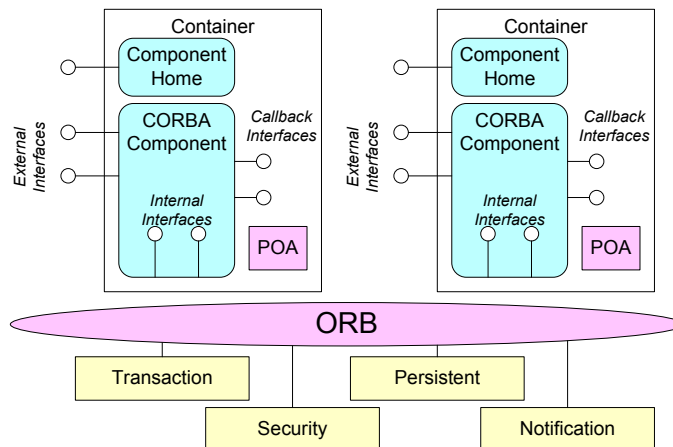 Container
Component
Home
CORBA
Component
Callback
Interfaces
External
Interfaces
Internal
Interfaces
POA
Container
Component
Home
CORBA
Component
Callback
Interfaces
External
Interfaces
Internal
Interfaces
POA
ORB
Transaction
Persistent
Security
Notification